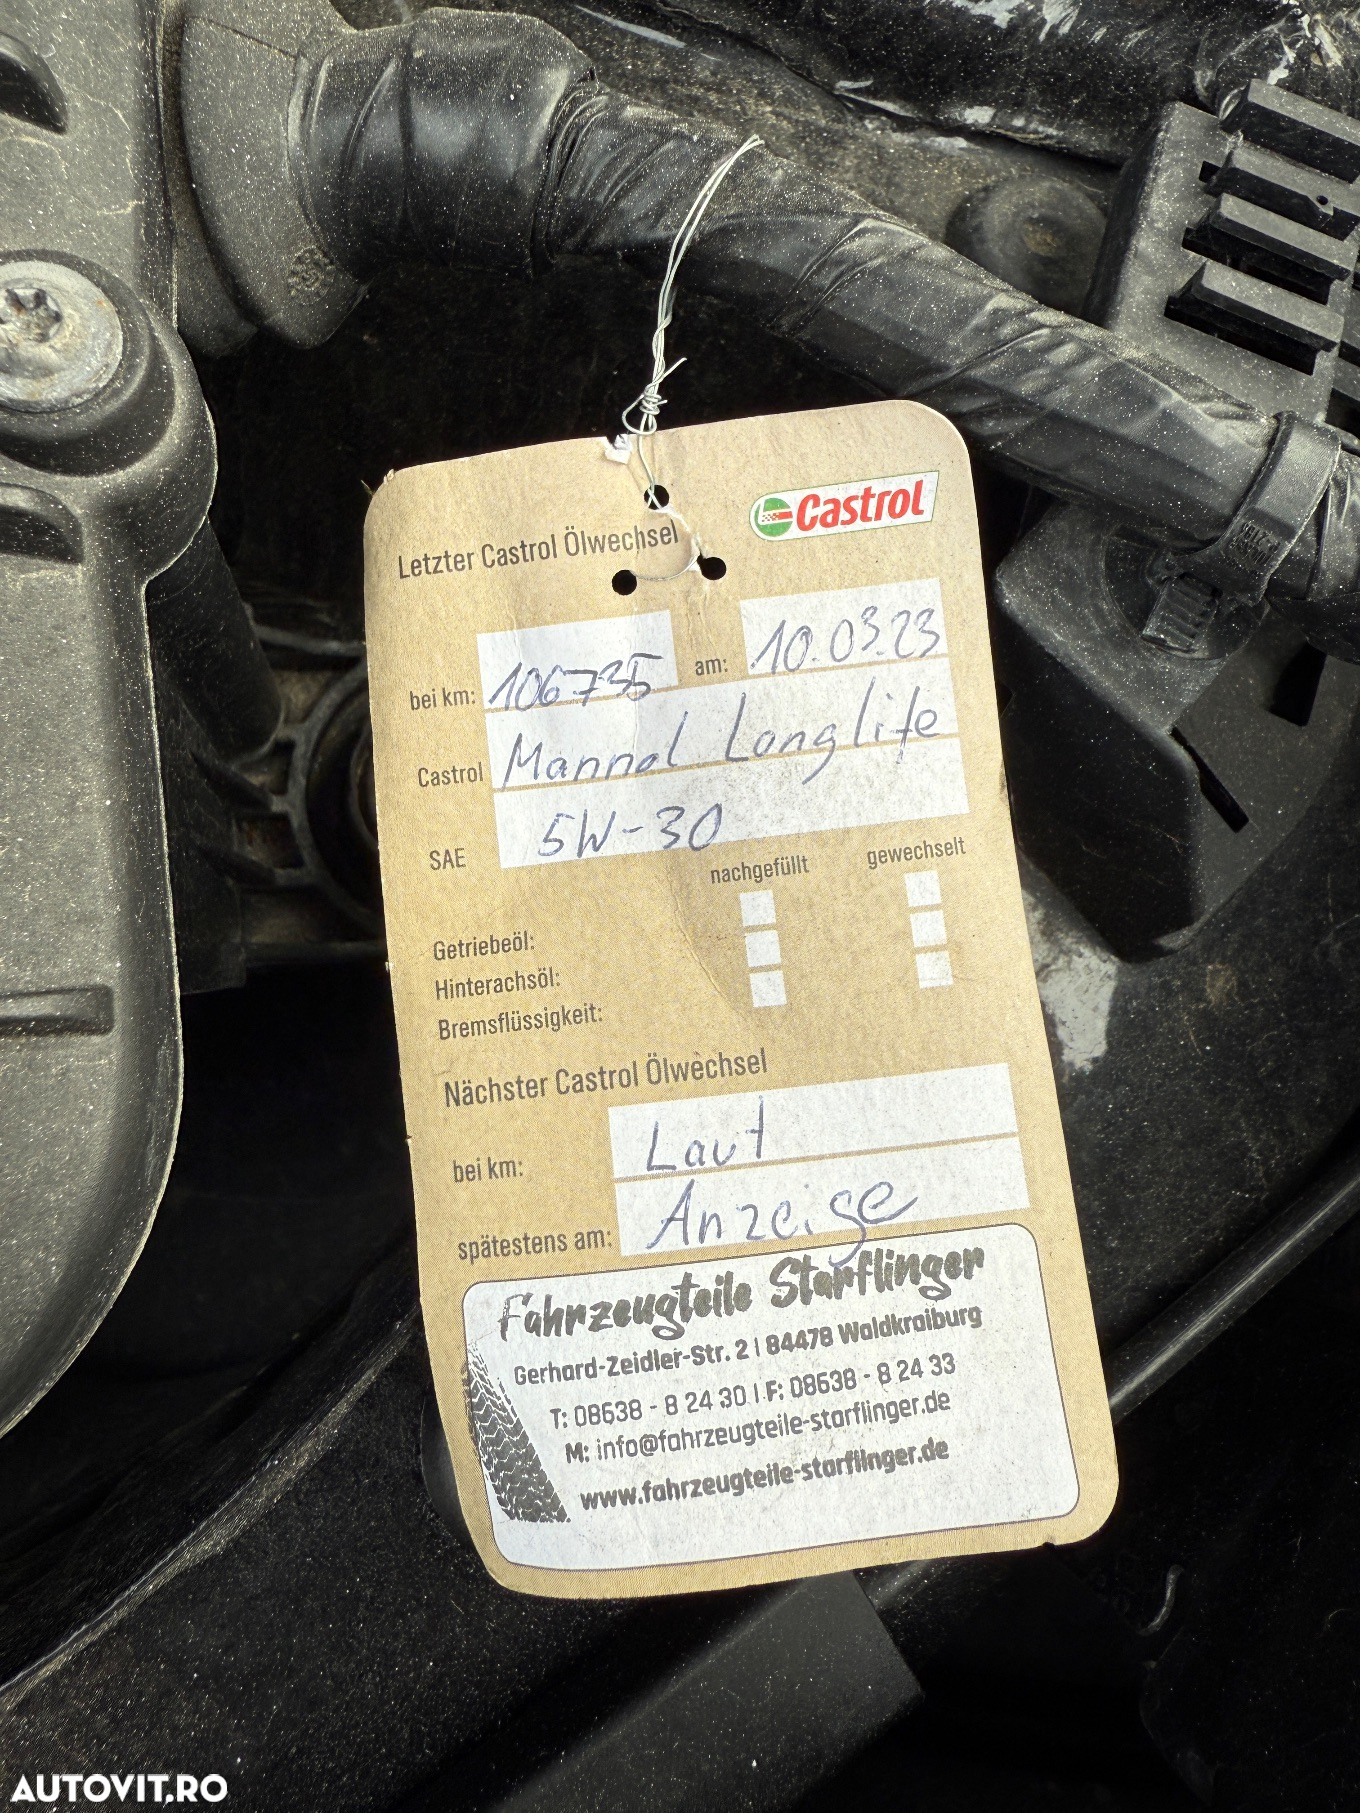 Castrol
Letzter Castrol Ölwechsel
bei km: 106735 am: 10.03.23
Castrol Mannol Longlife
SAE 5W-30
nachgefüllt gewechselt
Getriebeöl:
Hinterachsöl:
Bremsflüssigkeit:
Nächster Castrol Ölwechsel
bei km: Laut
spätestens am: Anzeige
Fahrzeugteile Starflinger
Gerhard-Zeidler-Str. 2 | 84478 Waldkraiburg
T: 08638 - 8 24 30 | F: 08638 - 8 24 33
M: info@fahrzeugteile-starflinger.de
www.fahrzeugteile-starflinger.de
AUTOVIT.RO